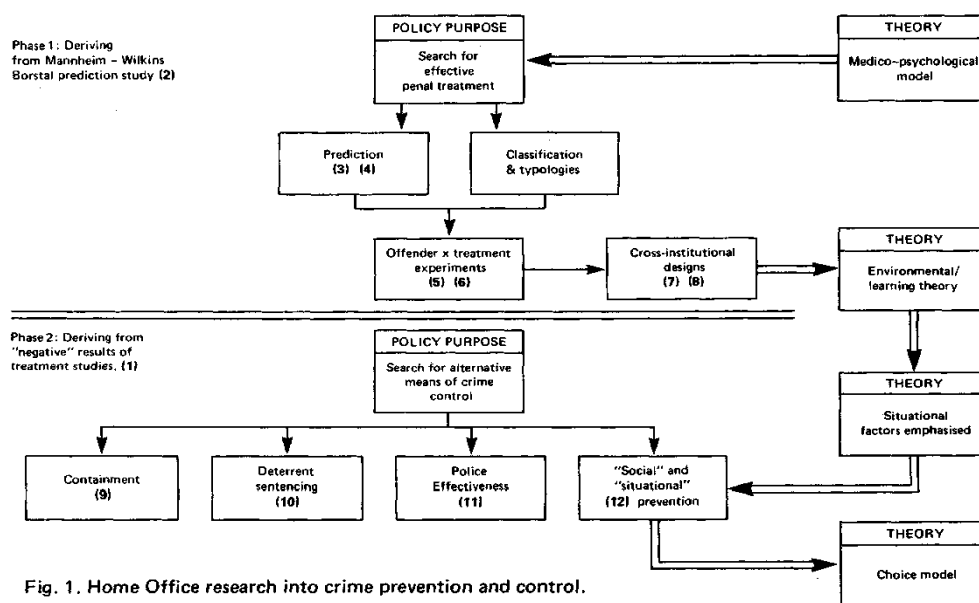 Phase 1: Deriving
from Mannheim – Wilkins
Borstal prediction study (2)
POLICY PURPOSE
Search for
effective
penal treatment
THEORY
Medico-psychological
model
Prediction
(3) (4)
Classification
& typologies
Offender x treatment
experiments
(5) (6)
Cross-institutional
designs
(7) (8)
THEORY
Environmental/
learning theory
Phase 2: Deriving from
"negative" results of
treatment studies. (1)
POLICY PURPOSE
Search for alternative
means of crime
control
THEORY
Situational
factors emphasised
Containment
(9)
Deterrent
sentencing
(10)
Police
Effectiveness
(11)
"Social" and
"situational"
(12) prevention
THEORY
Choice model
Fig. 1. Home Office research into crime prevention and control.